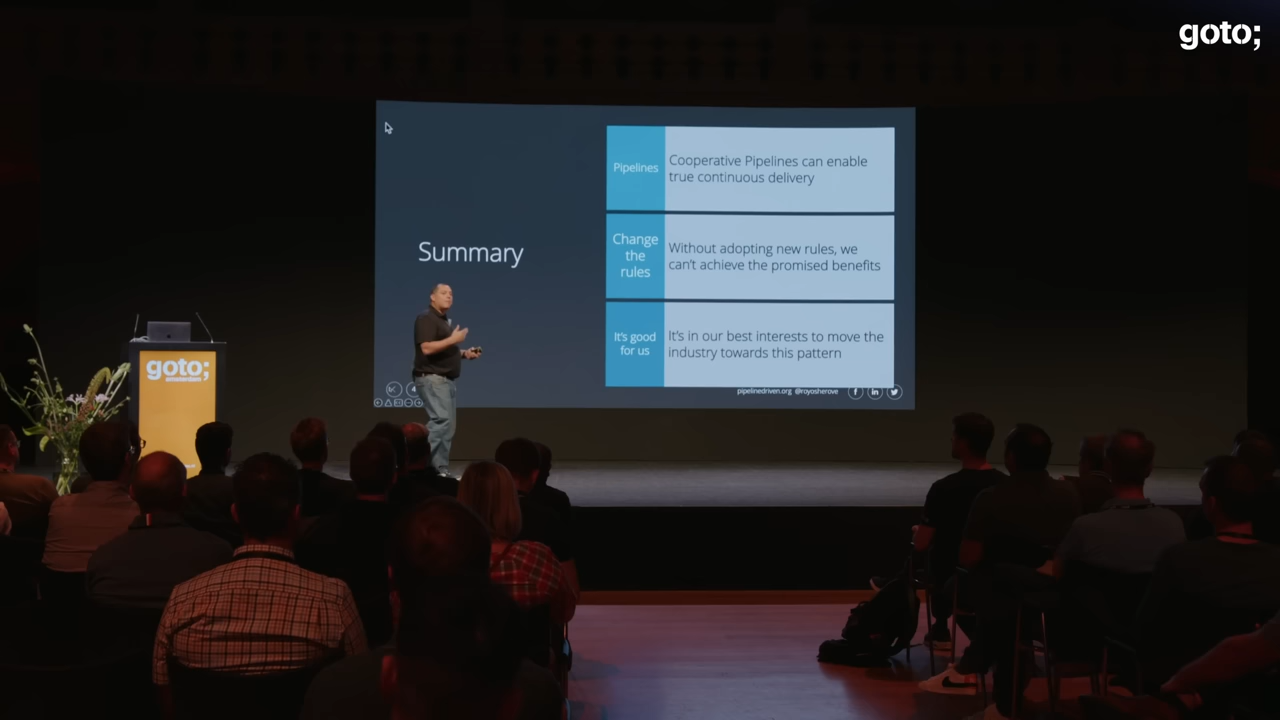 goto;
Summary
Pipelines
Cooperative Pipelines can enable
true continuous delivery
Change
the
rules
Without adopting new rules, we
can't achieve the promised benefits
It's good
for us
It's in our best interests to move the
industry towards this pattern
pipelinedriven.org @royosherove
goto;
amsterdam